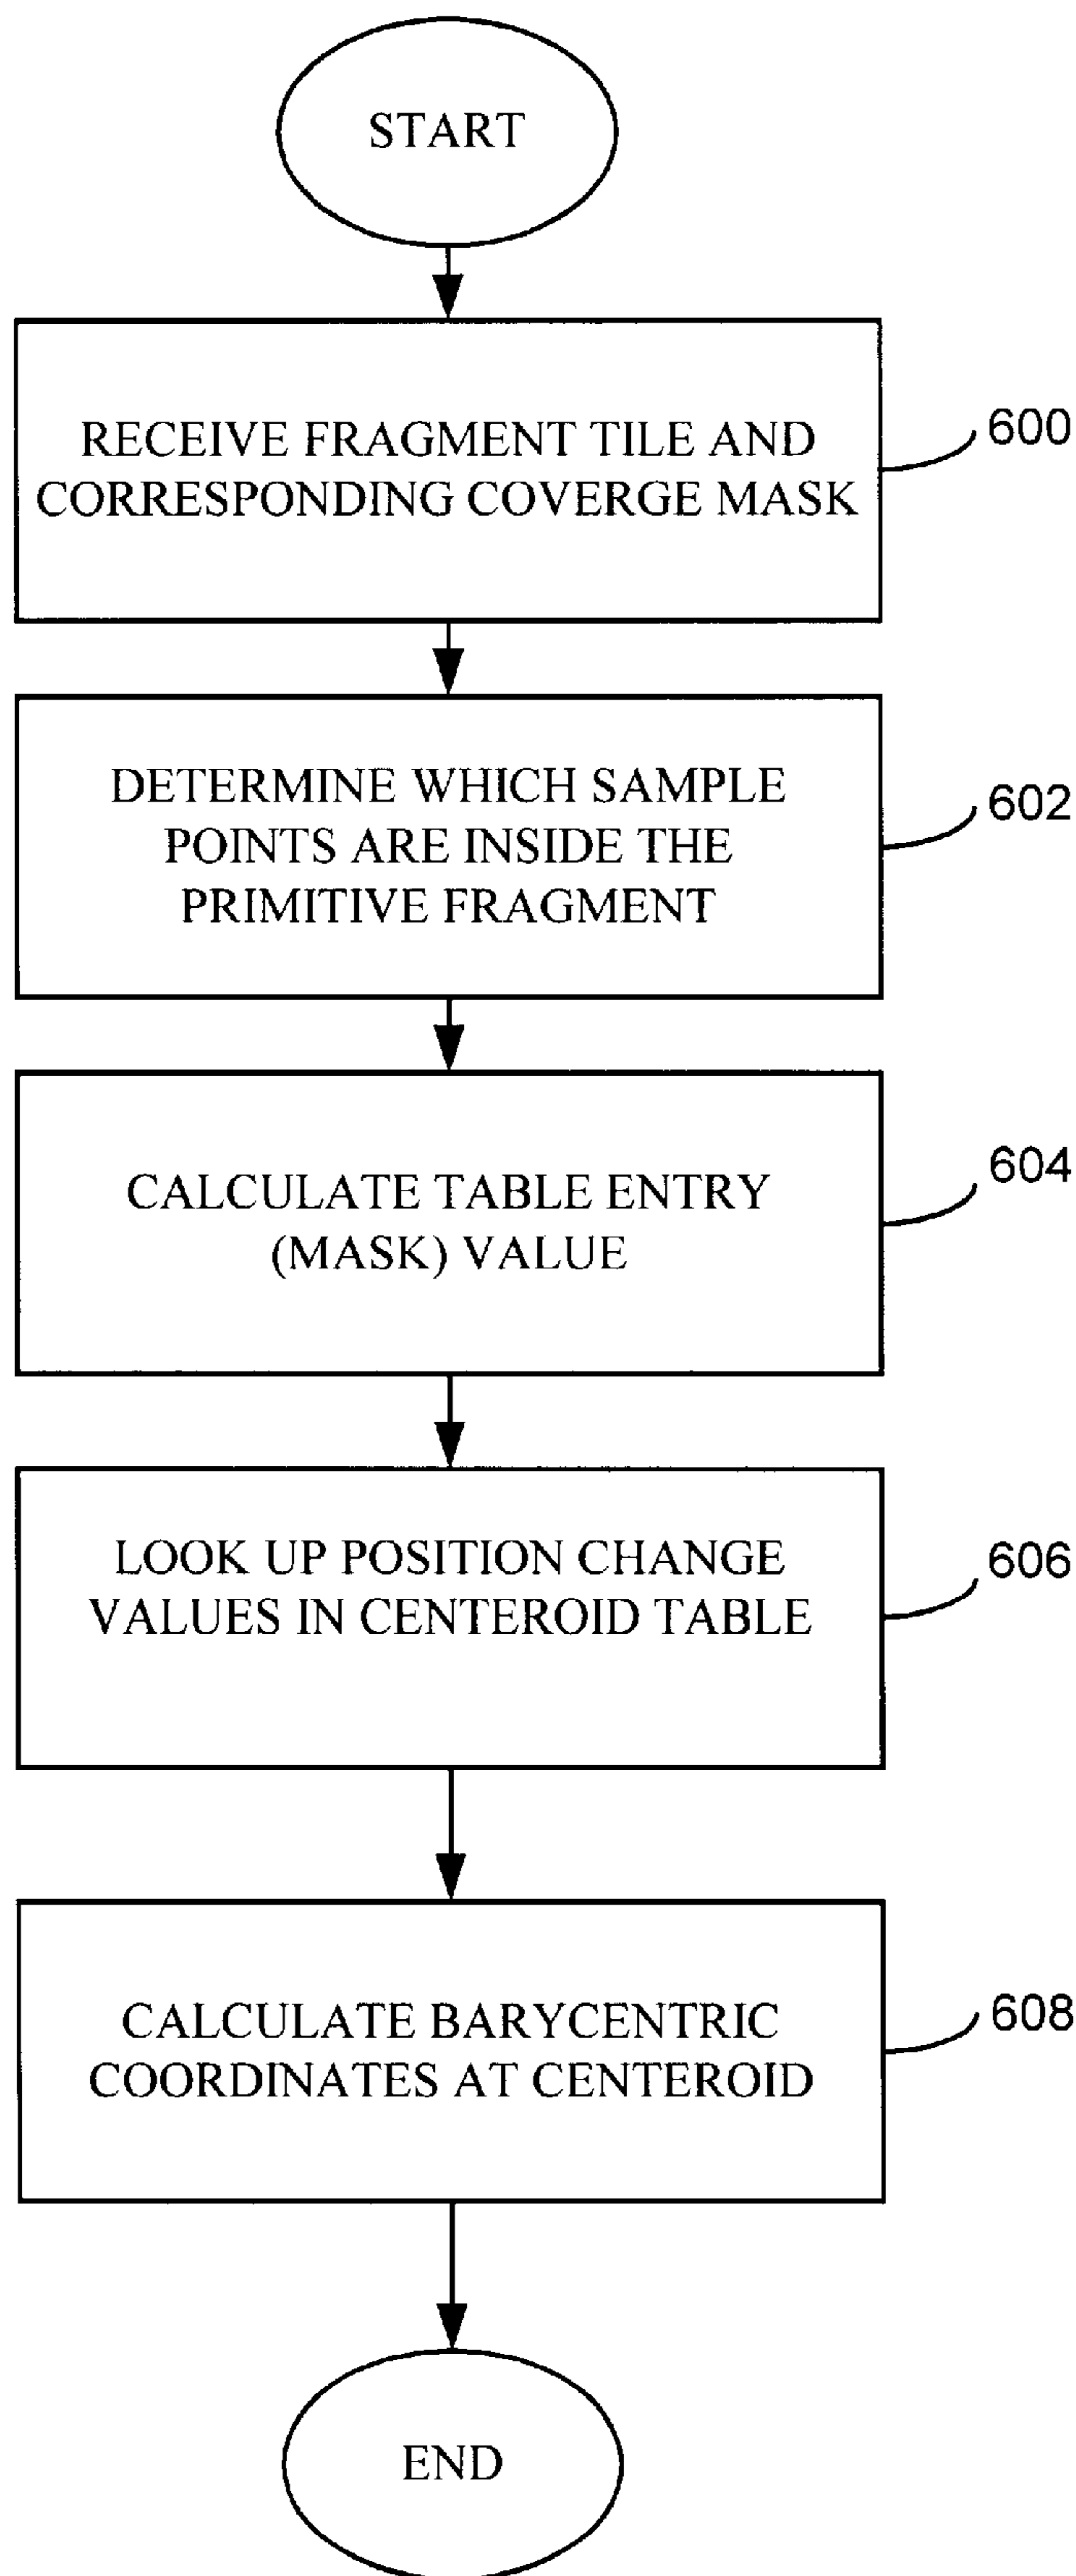 START
RECEIVE FRAGMENT TILE AND
CORRESPONDING COVERGE MASK
600
DETERMINE WHICH SAMPLE
POINTS ARE INSIDE THE
PRIMITIVE FRAGMENT
602
CALCULATE TABLE ENTRY
(MASK) VALUE
604
LOOK UP POSITION CHANGE
VALUES IN CENTEROID TABLE
606
CALCULATE BARYCENTRIC
COORDINATES AT CENTEROID
608
END